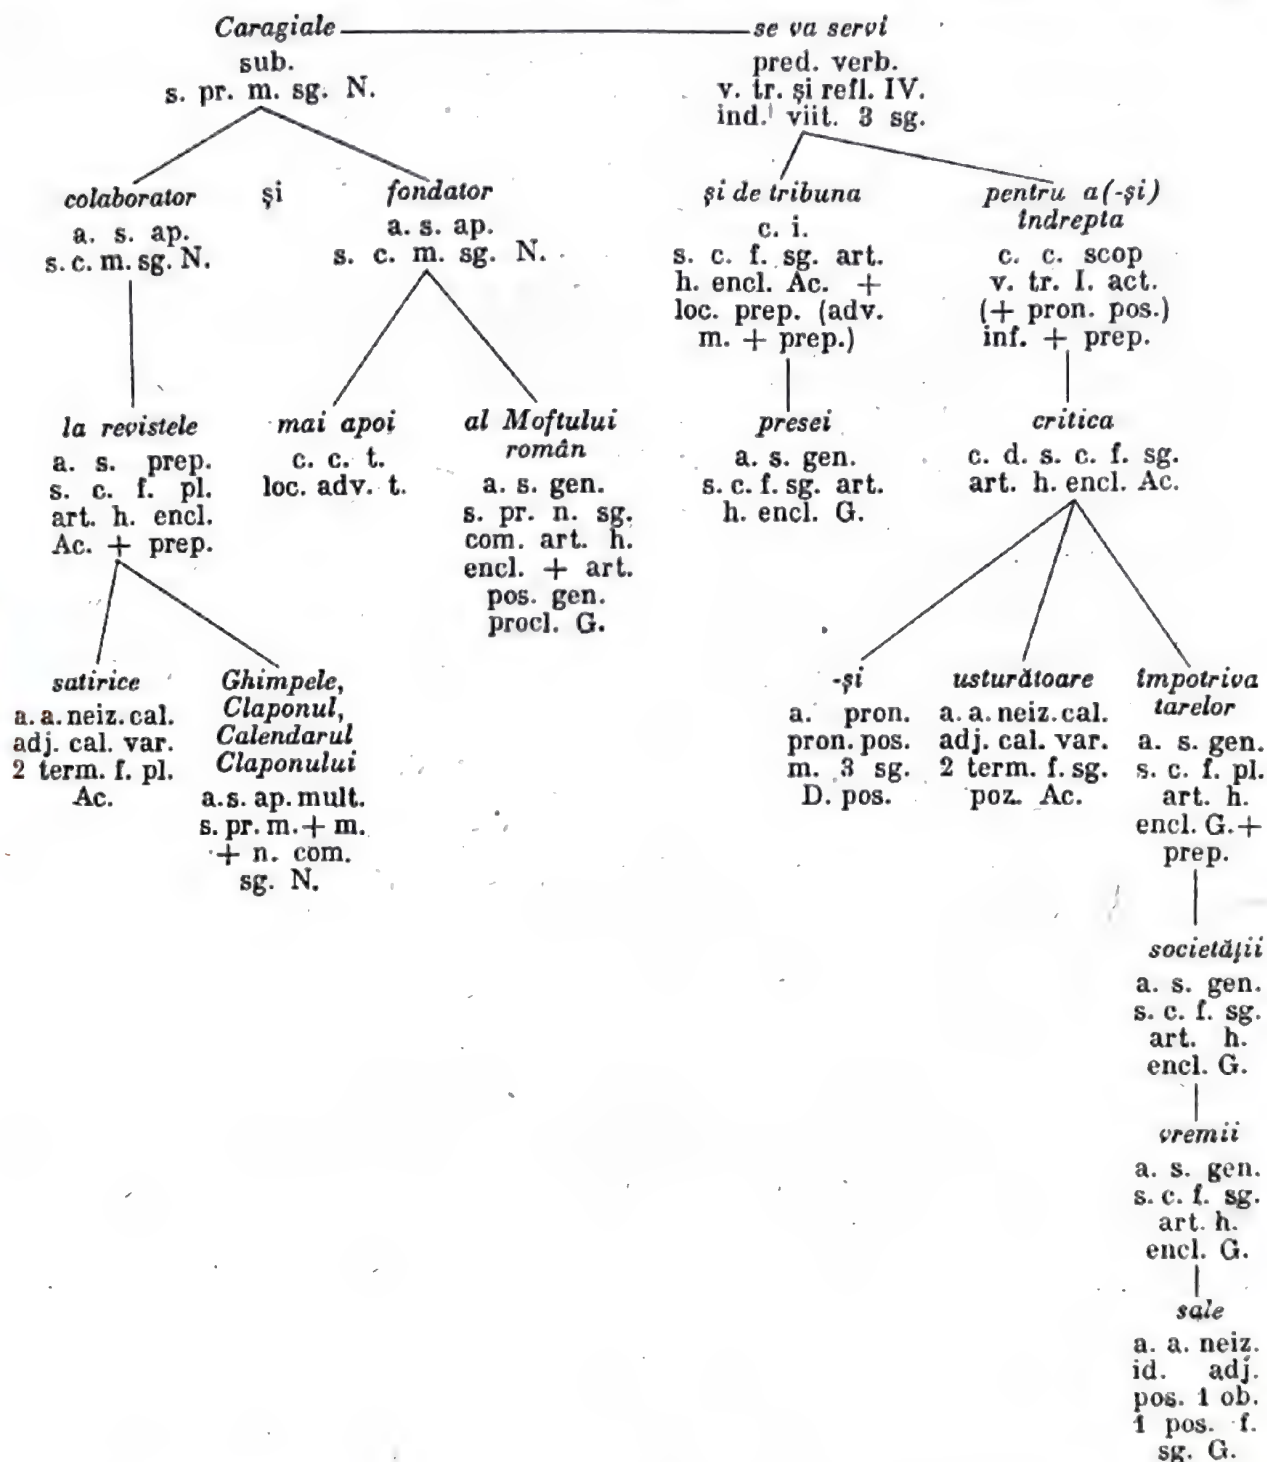 Caragiale
sub.
s. pr. m. sg. N.
se va servi
pred. verb.
v. tr. și refl. IV.
ind. viit. 3 sg.
colaborator
a. s. ap.
s. c. m. sg. N.
și
fondator
a. s. ap.
s. c. m. sg. N.
și de tribuna
c. i.
s. c. f. sg. art.
h. encl. Ac. +
loc. prep. (adv.
m. + prep.)
pentru a(-și)
îndrepta
c. c. scop
v. tr. I. act.
(+ pron. pos.)
inf. + prep.
la revistele
a. s. prep.
s. c. f. pl.
art. h. encl.
Ac. + prep.
mai apoi
c. c. t.
loc. adv. t.
al Moftului
român
a. s. gen.
s. pr. n. sg.
com. art. h.
encl. + art.
pos. gen.
procl. G.
presei
a. s. gen.
s. c. f. sg. art.
h. encl. G.
critica
c. d. s. c. f. sg.
art. h. encl. Ac.
satirice
a. a. neiz. cal.
adj. cal. var.
2 term. f. pl.
Ac.
Ghimpele,
Claponul,
Calendarul
Claponului
a. s. ap. mult.
s. pr. m. + m.
+ n. com.
sg. N.
-și
a. pron.
pron. pos.
m. 3 sg.
D. pos.
usturătoare
a. a. neiz. cal.
adj. cal. var.
2 term. f. sg.
poz. Ac.
împotriva
tarelor
a. s. gen.
s. c. f. pl.
art. h.
encl. G. +
prep.
societății
a. s. gen.
s. c. f. sg.
art. h.
encl. G.
vremii
a. s. gen.
s. c. f. sg.
art. h.
encl. G.
sale
a. a. neiz.
id. adj.
pos. 1 ob.
1 pos. f.
sg. G.